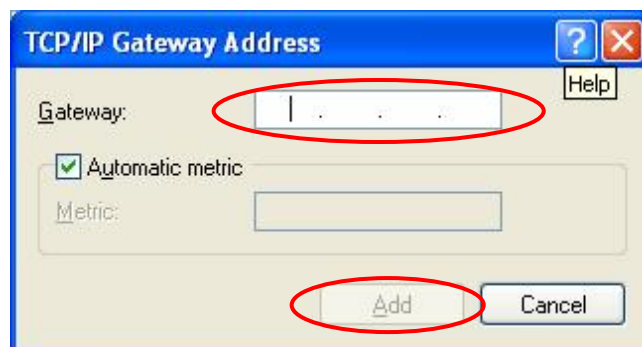 TCP/IP Gateway Address
?
Help
Gateway:
. . .
Automatic metric
Metric:
Add Cancel